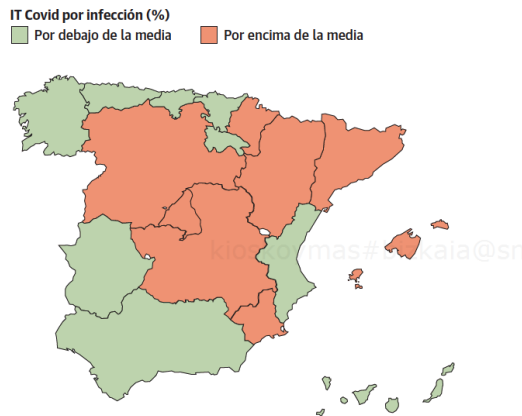 IT Covid por infección (%)
Por debajo de la media
Por encima de la media